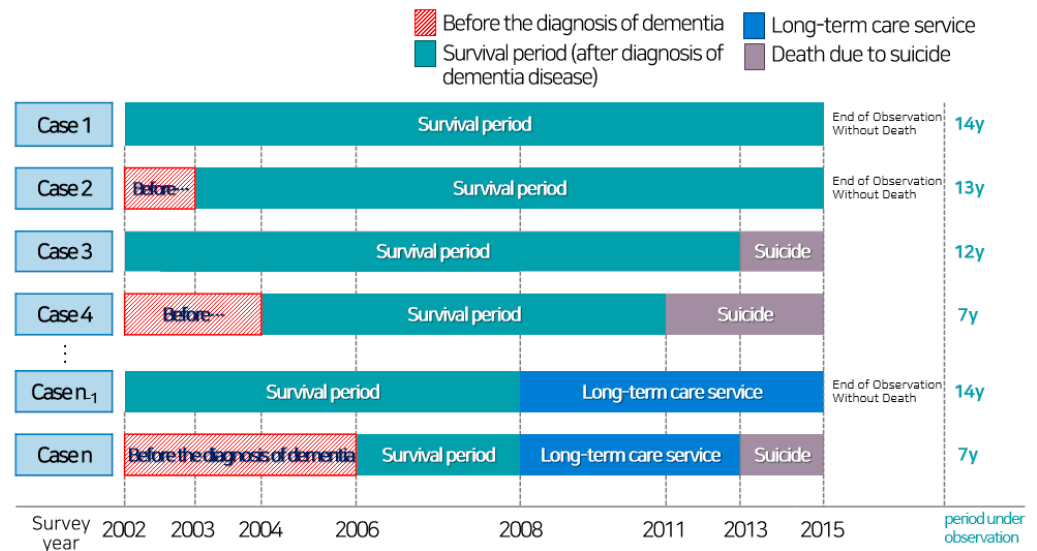 Before the diagnosis of dementia
Long-term care service
Survival period (after diagnosis of
dementia disease)
Death due to suicide
Case 1
Survival period
End of Observation
Without Death
14y
Case 2
Before…
Survival period
End of Observation
Without Death
13y
Case 3
Survival period
Suicide
12y
Case 4
Before…
Survival period
Suicide
7y
⋮
Case n-1
Survival period
Long-term care service
End of Observation
Without Death
14y
Case n
Before the diagnosis of dementia
Survival period
Long-term care service
Suicide
7y
Survey
year
2002 2003 2004 2006 2008 2011 2013 2015
period under
observation